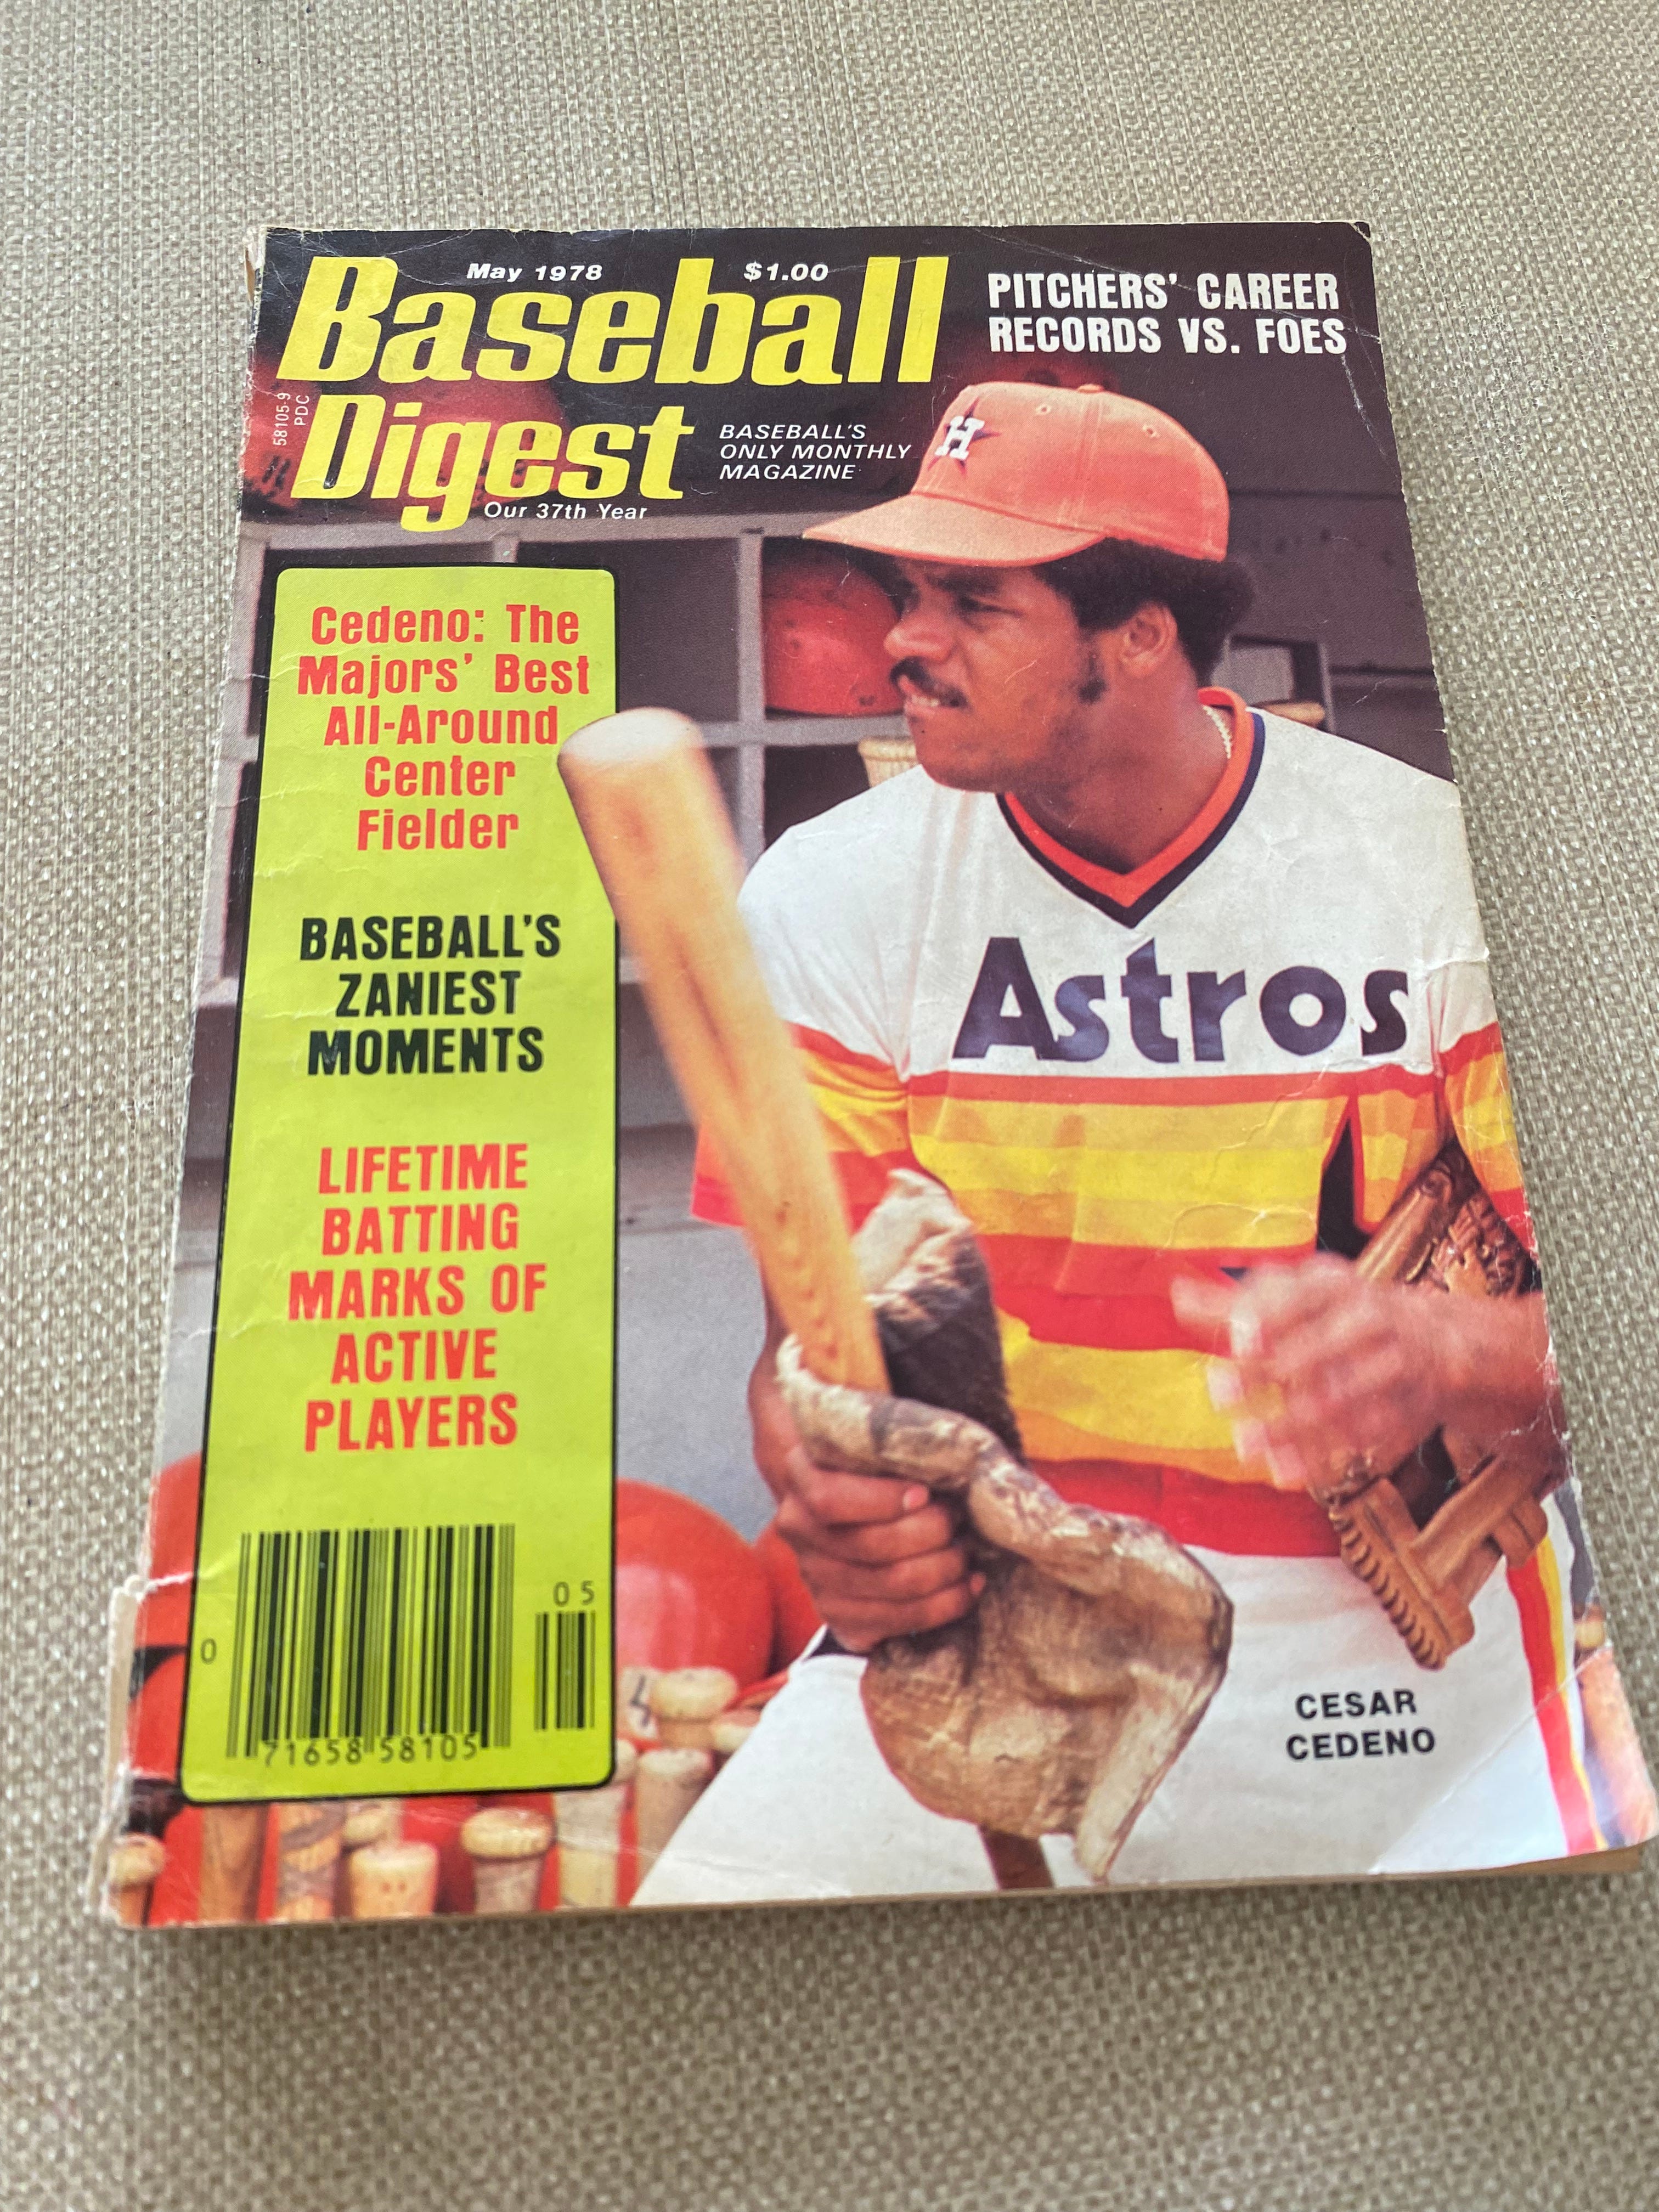 May 1978 $1.00
Baseball
Digest
58105-9
PDC
BASEBALL'S
ONLY MONTHLY
MAGAZINE
Our 37th Year
PITCHERS' CAREER
RECORDS VS. FOES
H
Cedeno: The
Majors' Best
All-Around
Center
Fielder
BASEBALL'S
ZANIEST
MOMENTS
LIFETIME
BATTING
MARKS OF
ACTIVE
PLAYERS
Astros
05
0 71658 58105
4
CESAR
CEDENO